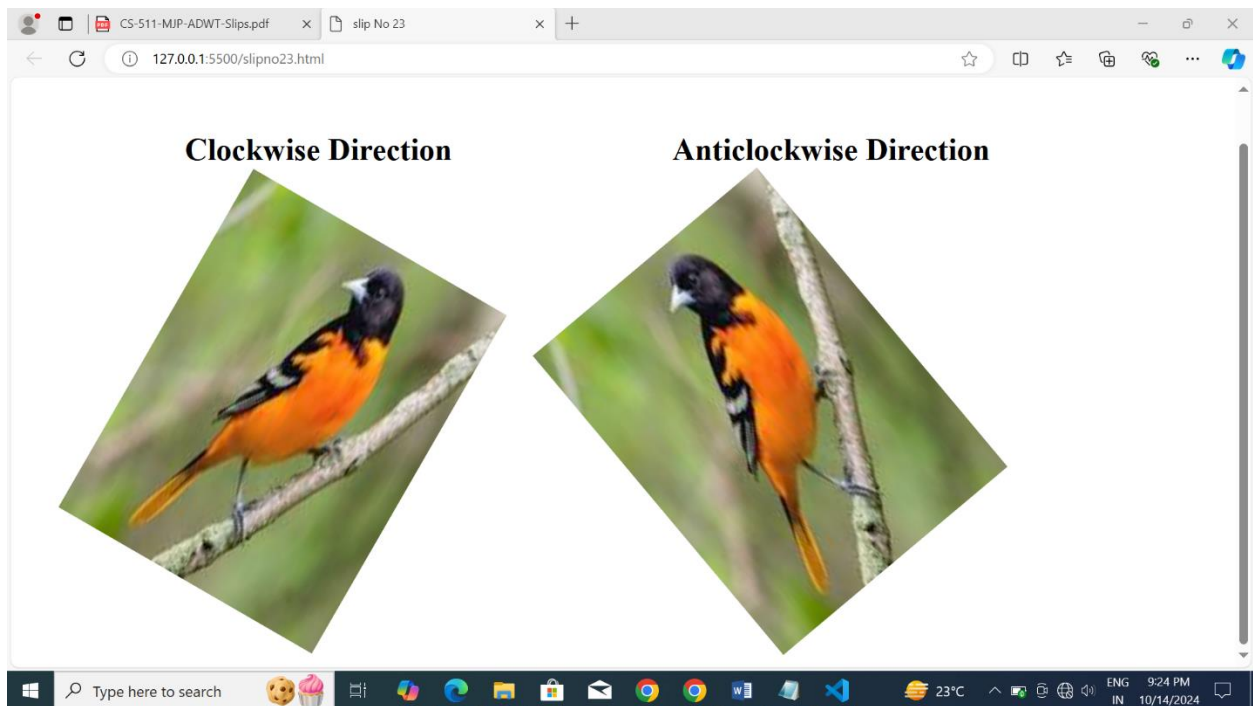 CS-511-MJP-ADWT-Slips.pdf
slip No 23
127.0.0.1:5500/slipno23.html
Clockwise Direction
Anticlockwise Direction
Type here to search
23°C
ENG
IN
9:24 PM
10/14/2024